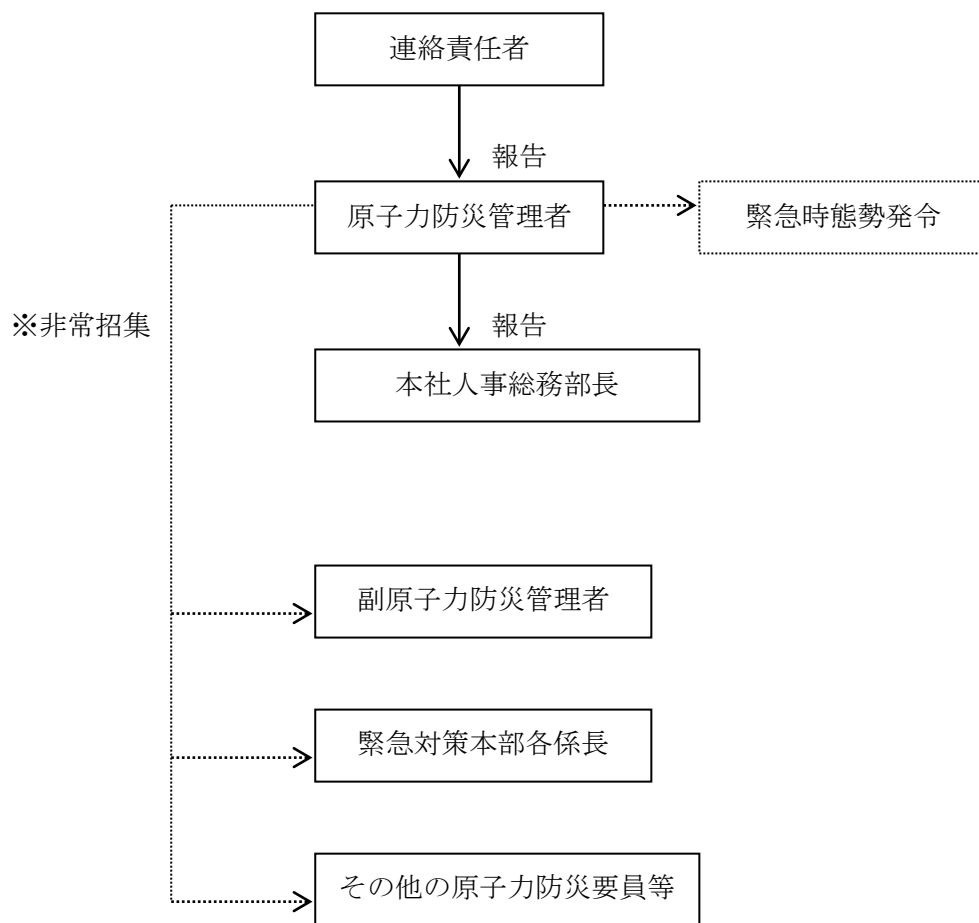 連絡責任者
報告
原子力防災管理者
緊急時態勢発令
※非常招集
報告
本社人事総務部長
副原子力防災管理者
緊急対策本部各係長
その他の原子力防災要員等